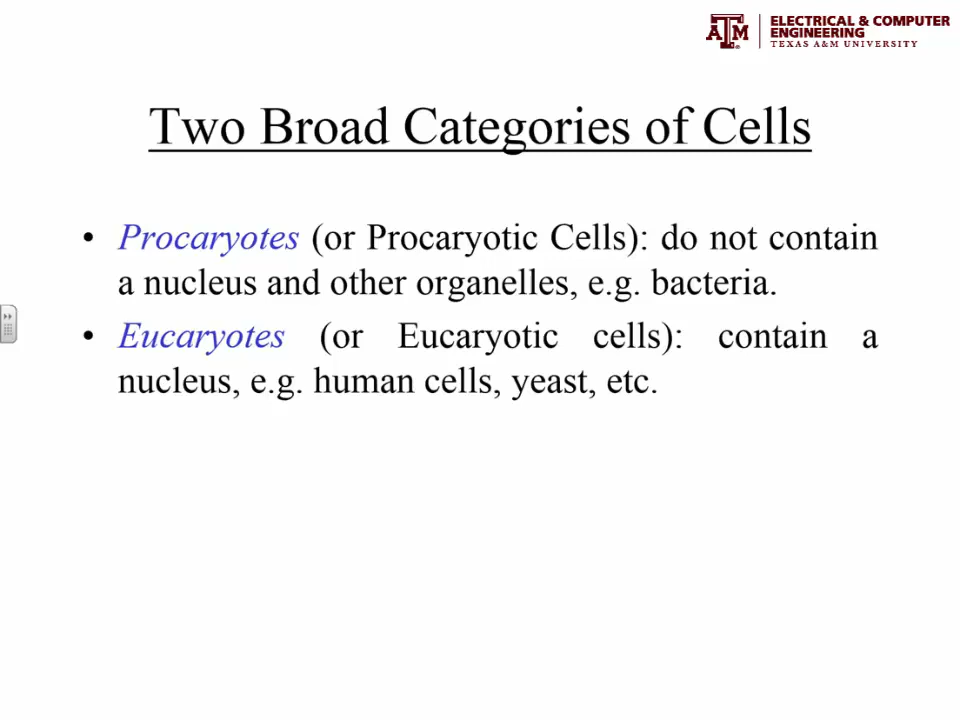 ELECTRICAL & COMPUTER
ENGINEERING
TEXAS A&M UNIVERSITY
Two Broad Categories of Cells
• Procaryotes (or Procaryotic Cells): do not contain
a nucleus and other organelles, e.g. bacteria.
• Eucaryotes (or Eucaryotic cells): contain a
nucleus, e.g. human cells, yeast, etc.